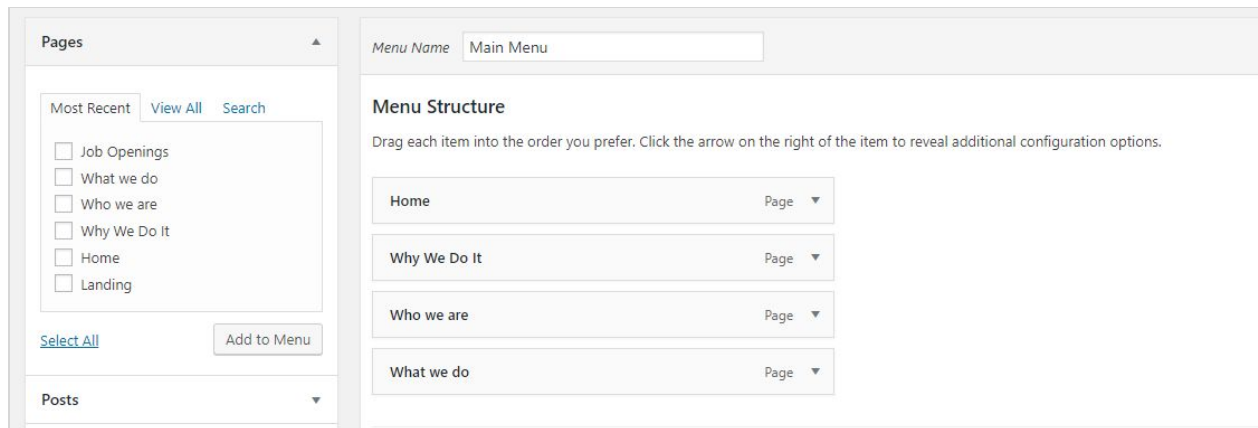 Pages
Most Recent View All Search
Job Openings
What we do
Who we are
Why We Do It
Home
Landing
Select All Add to Menu
Posts
Menu Name Main Menu
Menu Structure
Drag each item into the order you prefer. Click the arrow on the right of the item to reveal additional configuration options.
Home Page
Why We Do It Page
Who we are Page
What we do Page